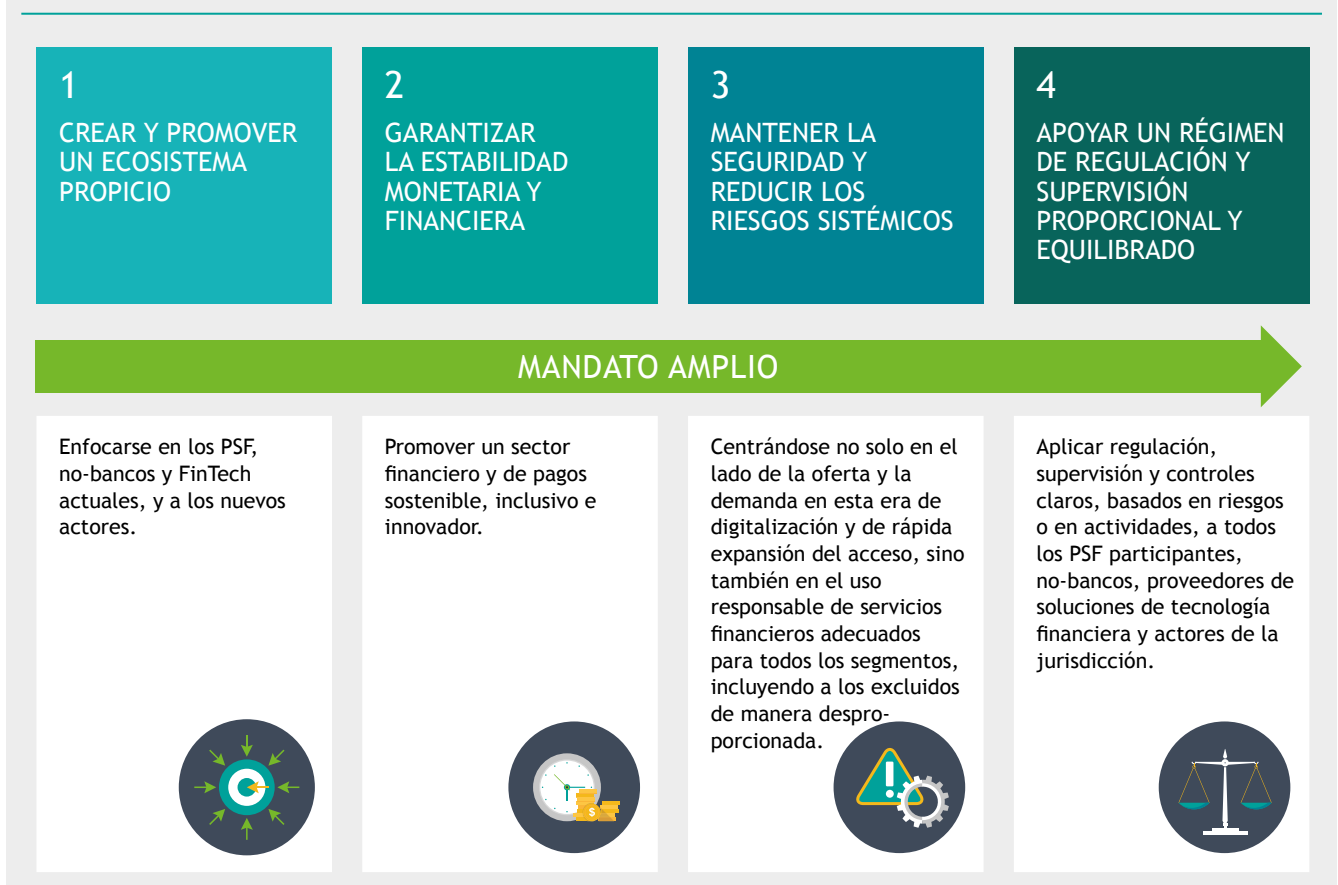 1
CREAR Y PROMOVER
UN ECOSISTEMA
PROPICIO
2
GARANTIZAR
LA ESTABILIDAD
MONETARIA Y
FINANCIERA
3
MANTENER LA
SEGURIDAD Y
REDUCIR LOS
RIESGOS SISTÉMICOS
4
APOYAR UN RÉGIMEN
DE REGULACIÓN Y
SUPERVISIÓN
PROPORCIONAL Y
EQUILIBRADO
MANDATO AMPLIO
Enfocarse en los PSF,
no-bancos y FinTech
actuales, y a los nuevos
actores.
Promover un sector
financiero y de pagos
sostenible, inclusivo e
innovador.
Centrándose no solo en el
lado de la oferta y la
demanda en esta era de
digitalización y de rápida
expansión del acceso, sino
también en el uso
responsable de servicios
financieros adecuados
para todos los segmentos,
incluyendo a los excluidos
de manera despro-
porcionada.
Aplicar regulación,
supervisión y controles
claros, basados en riesgos
o en actividades, a todos
los PSF participantes,
no-bancos, proveedores de
soluciones de tecnología
financiera y actores de la
jurisdicción.
$